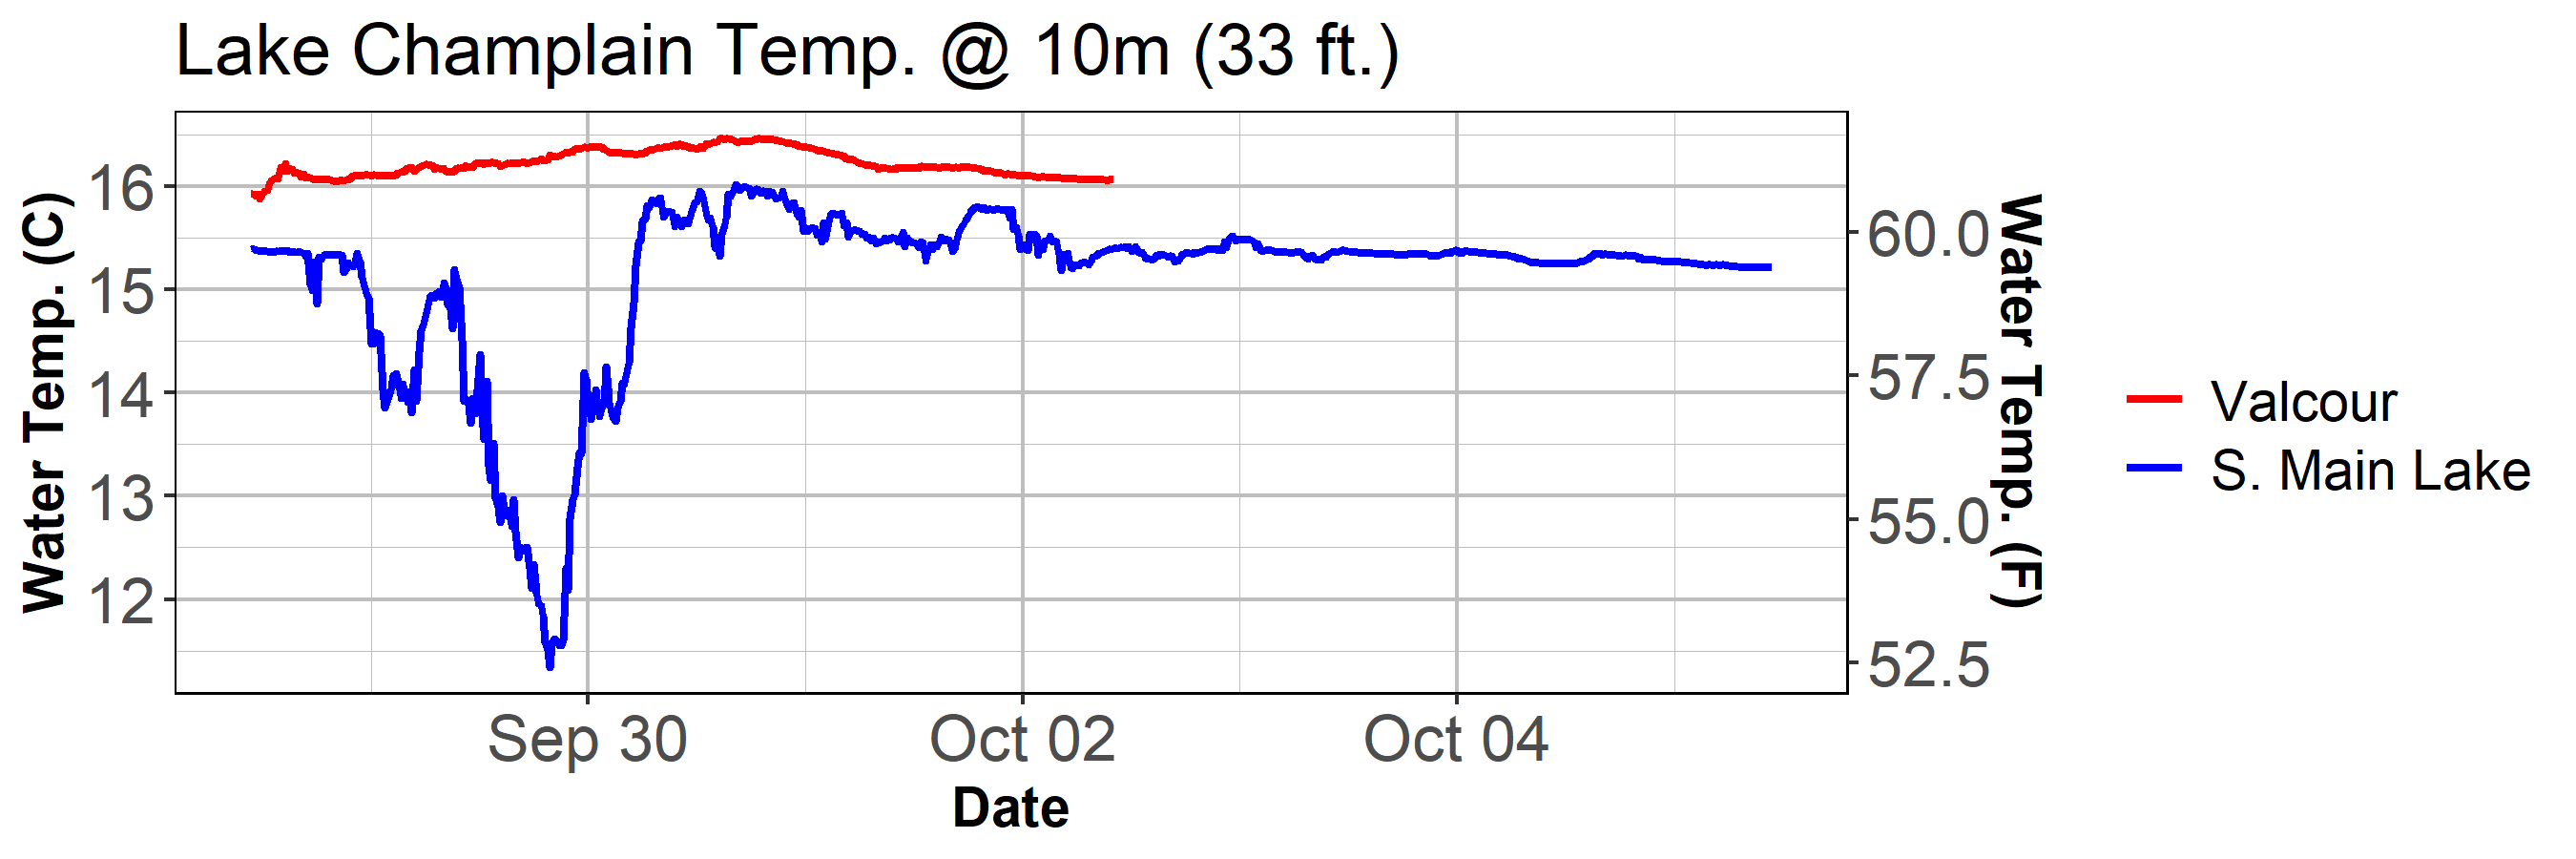 Lake Champlain Temp. @ 10m (33 ft.)
Water Temp. (C)
16
15
14
13
12
60.0
57.5
55.0
52.5
Water Temp. (F)
Sep 30
Oct 02
Oct 04
Date
Valcour
S. Main Lake